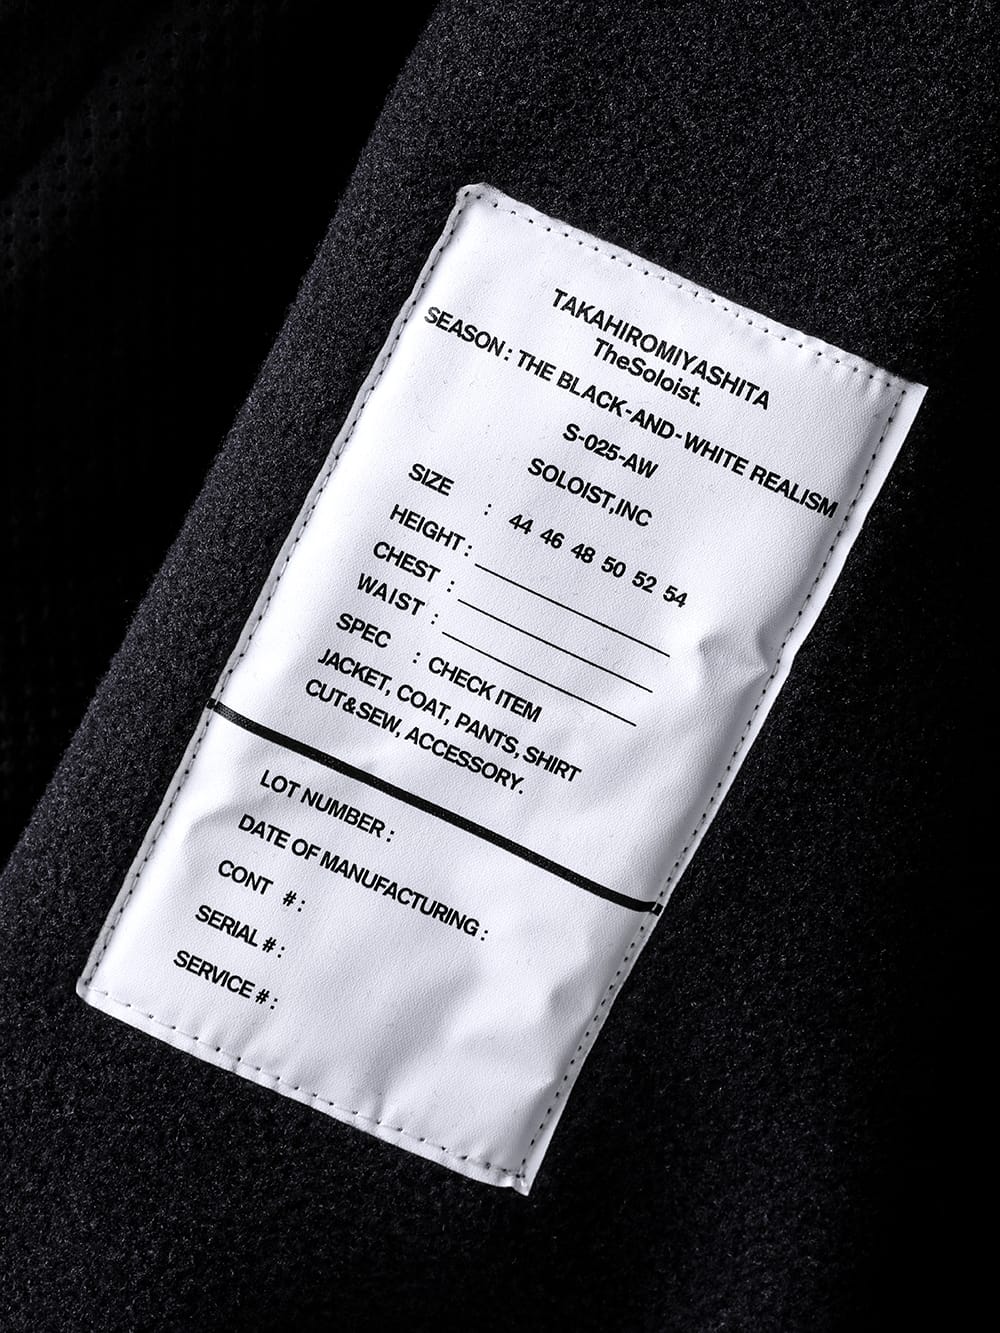 TAKAHIROMIYASHITA
TheSoloist.
SEASON : THE BLACK-AND-WHITE REALISM
S-025-AW
SOLOIST,INC
SIZE : 44 46 48 50 52 54
HEIGHT :
CHEST :
WAIST :
SPEC : CHECK ITEM
JACKET, COAT, PANTS, SHIRT
CUT&SEW, ACCESSORY.
LOT NUMBER :
DATE OF MANUFACTURING :
CONT # :
SERIAL # :
SERVICE # :